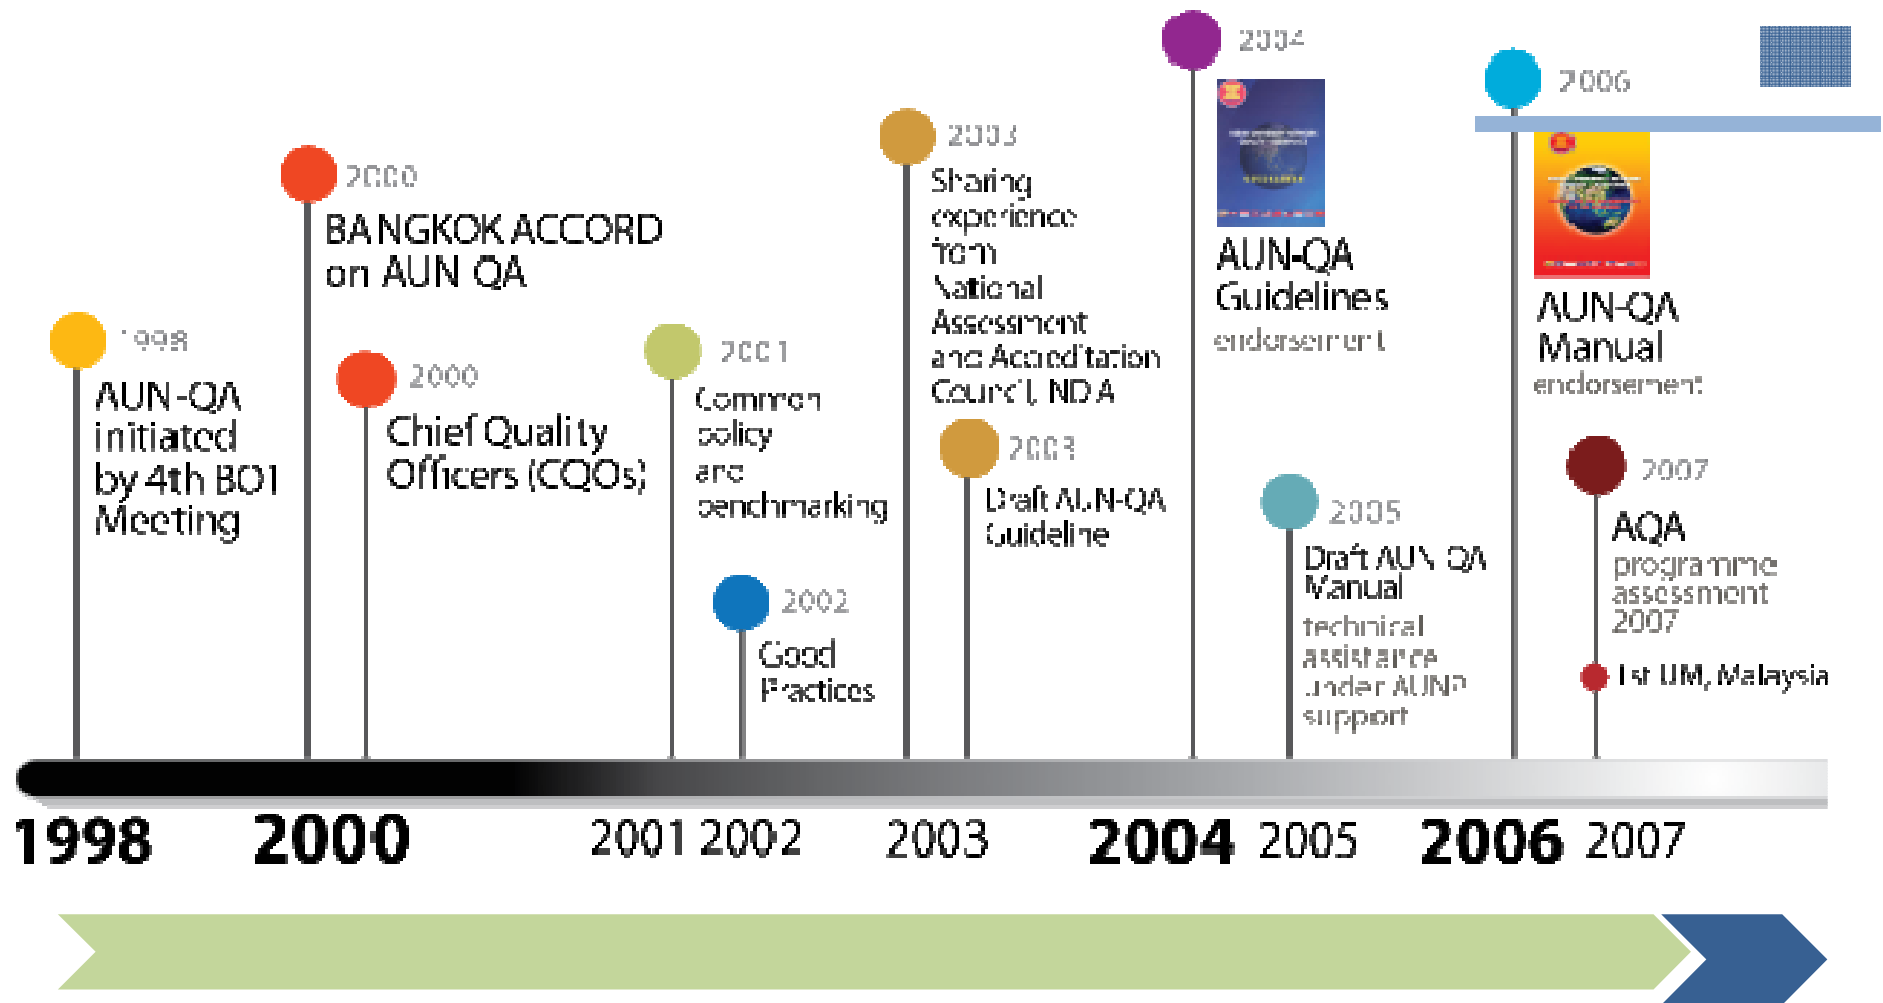 1998
AUN-QA
initiated
by 4th BOT
Meeting
2000
BANGKOK ACCORD
on AUN QA
2000
Chief Quality
Officers (CQOs)
2001
Common
policy
and
benchmarking
2002
Good
Practices
2003
Sharing
experience
from
National
Assessment
and Accreditation
Council, INDIA
2003
Draft AUN-QA
Guideline
2004
AUN-QA
Guidelines
endorsement
2005
Draft AUN QA
Manual
technical
assistance
under AUNP
support
2006
AUN-QA
Manual
endorsement
2007
AQA
programme
assessment
2007
1st UM, Malaysia
1998 2000 2001 2002 2003 2004 2005 2006 2007